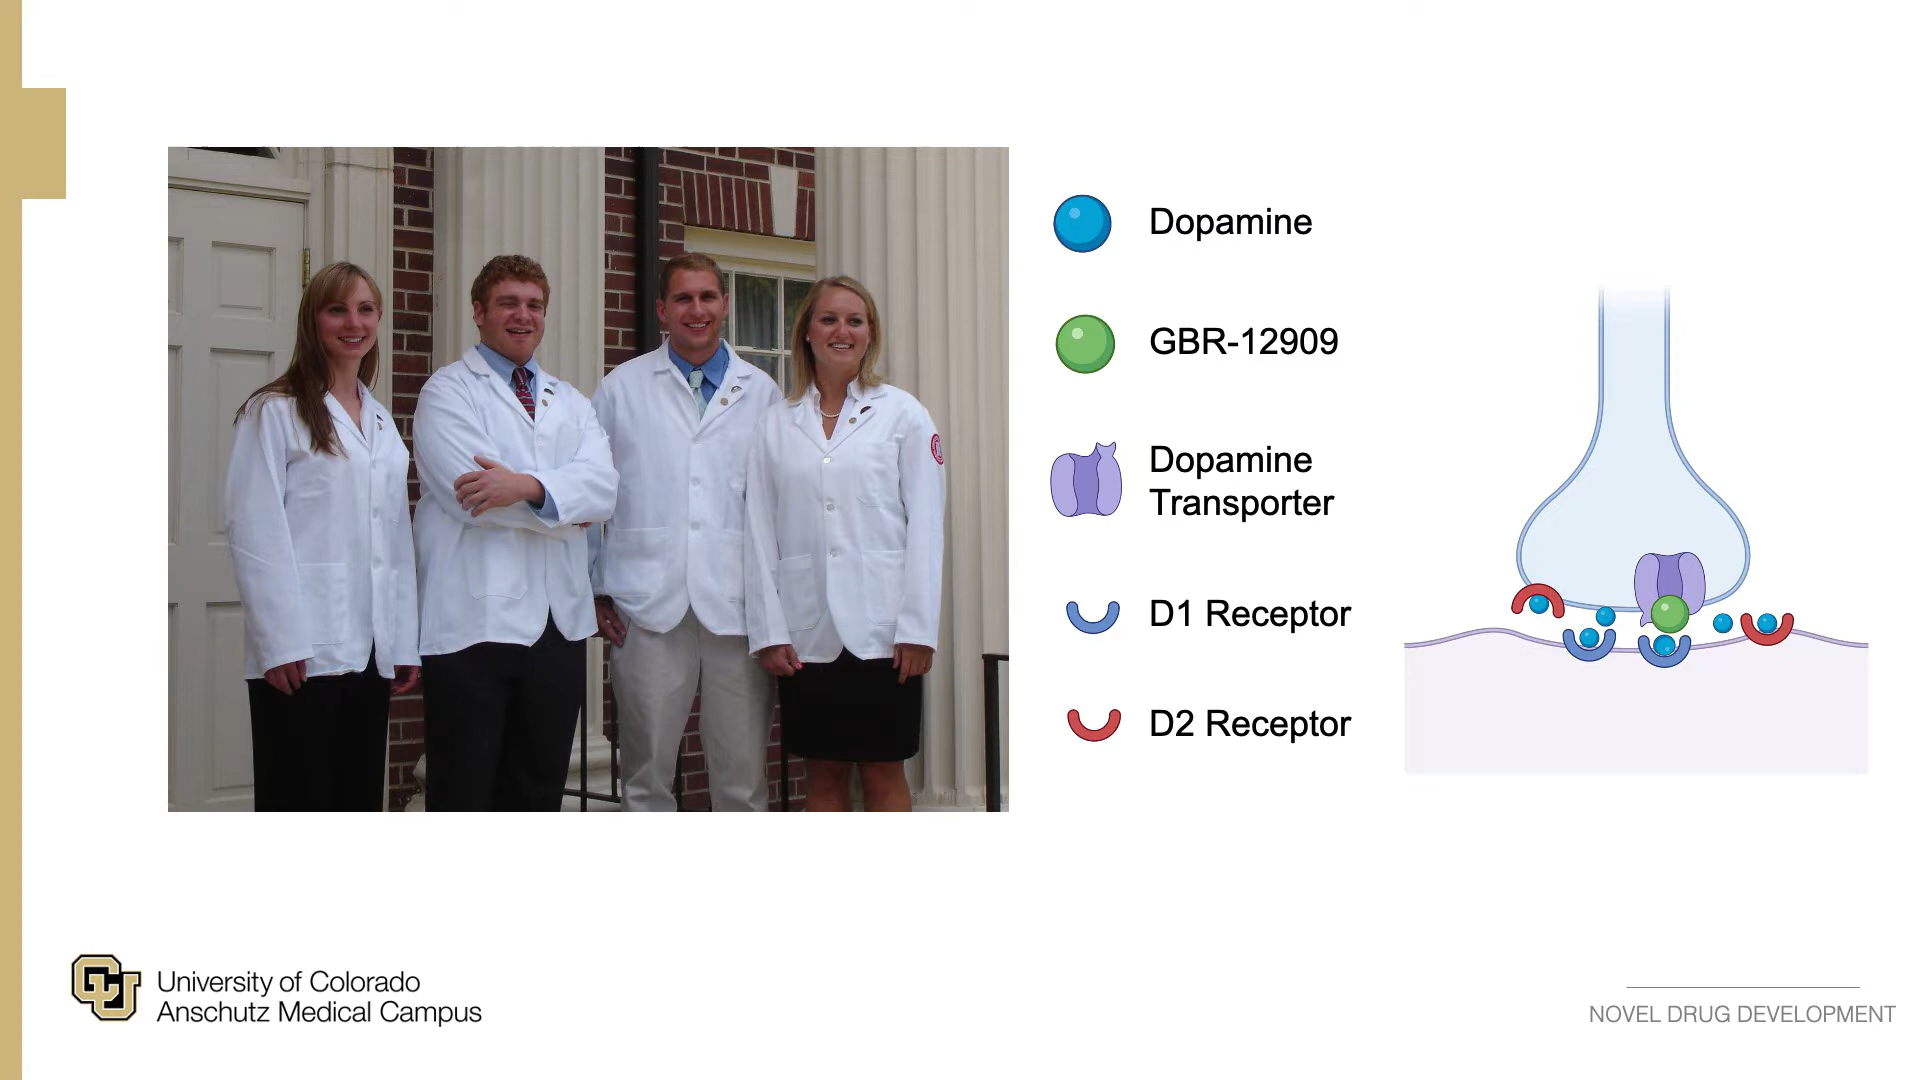 Dopamine
GBR-12909
Dopamine
Transporter
D1 Receptor
D2 Receptor
University of Colorado
Anschutz Medical Campus
NOVEL DRUG DEVELOPMENT